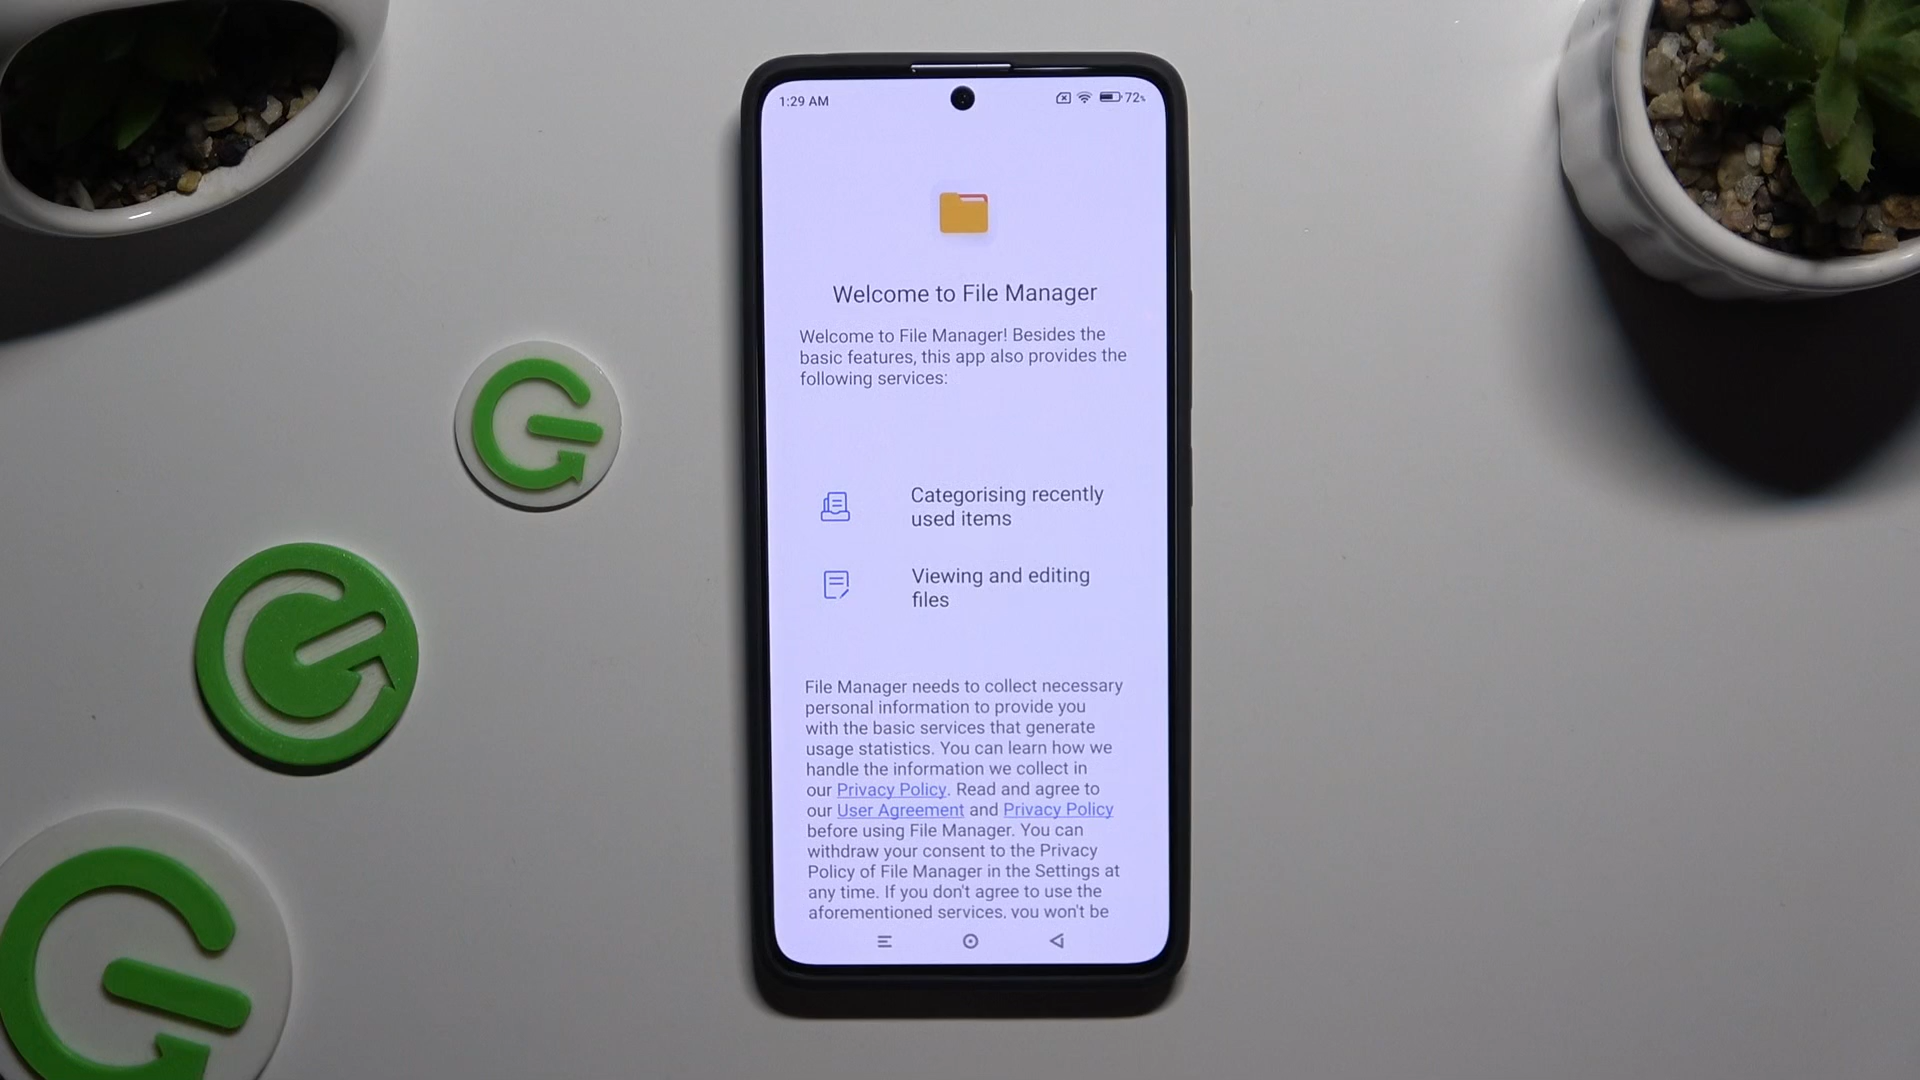 1:29 AM
72%
Welcome to File Manager
Welcome to File Manager! Besides the
basic features, this app also provides the
following services:
Categorising recently
used items
Viewing and editing
files
File Manager needs to collect necessary
personal information to provide you
with the basic services that generate
usage statistics. You can learn how we
handle the information we collect in
our Privacy Policy. Read and agree to
our User Agreement and Privacy Policy
before using File Manager. You can
withdraw your consent to the Privacy
Policy of File Manager in the Settings at
any time. If you don't agree to use the
aforementioned services, you won't be